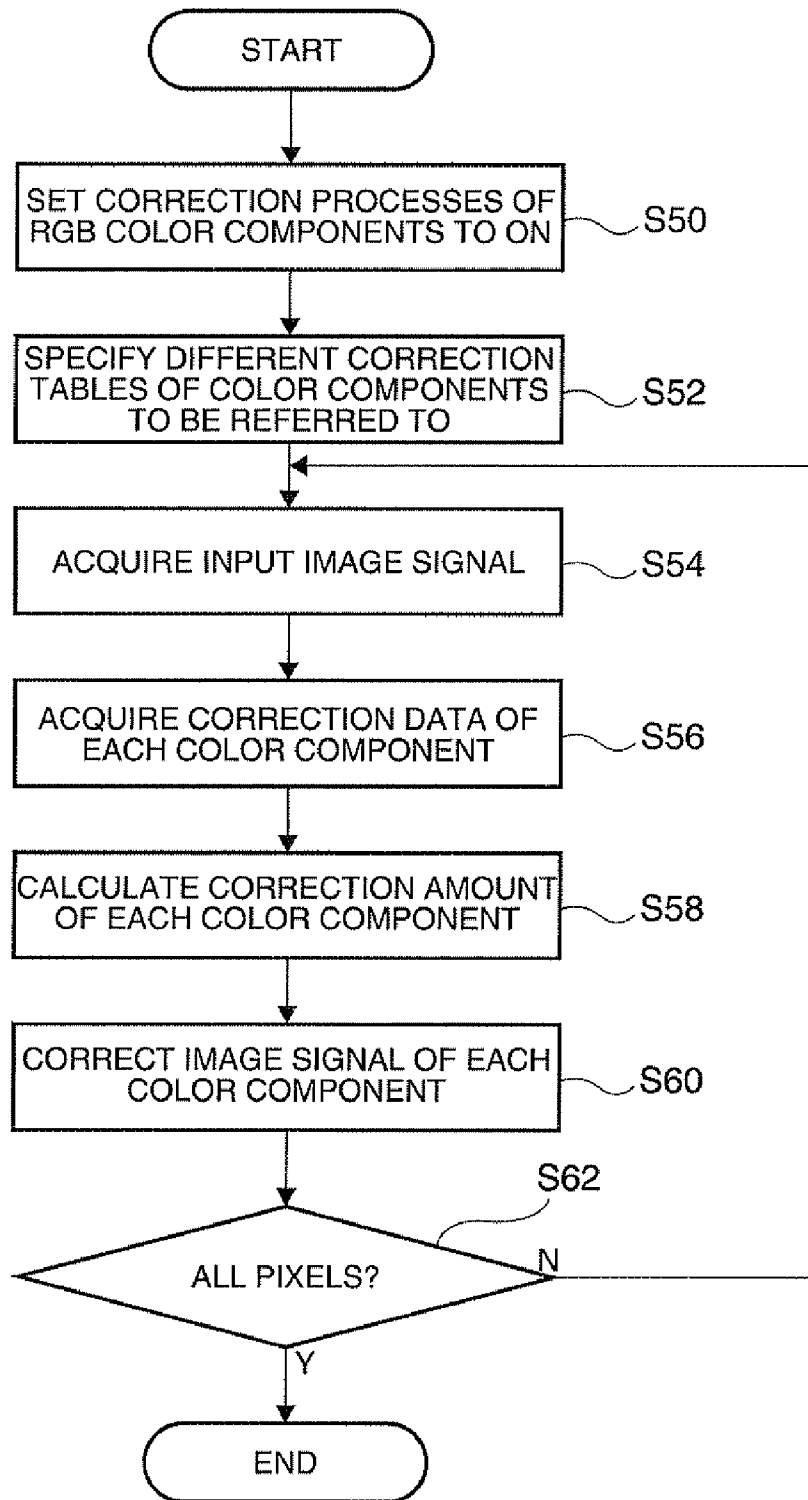 START
SET CORRECTION PROCESSES OF
RGB COLOR COMPONENTS TO ON
S50
SPECIFY DIFFERENT CORRECTION
TABLES OF COLOR COMPONENTS
TO BE REFERRED TO
S52
ACQUIRE INPUT IMAGE SIGNAL
S54
ACQUIRE CORRECTION DATA OF
EACH COLOR COMPONENT
S56
CALCULATE CORRECTION AMOUNT
OF EACH COLOR COMPONENT
S58
CORRECT IMAGE SIGNAL OF EACH
COLOR COMPONENT
S60
S62
ALL PIXELS?
N
Y
END